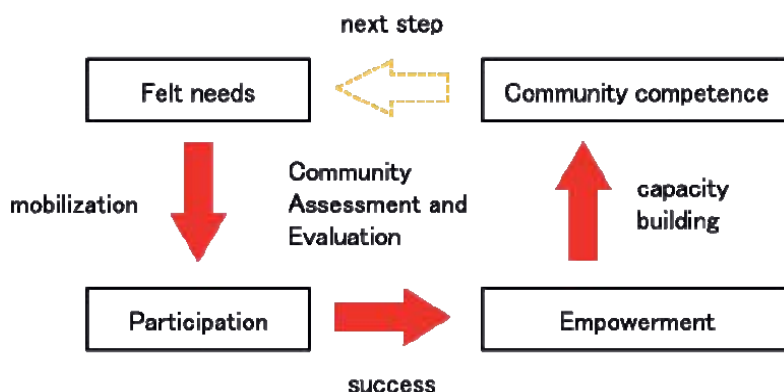 next step
Felt needs
Community competence
mobilization
Community
Assessment and
Evaluation
capacity
building
Participation
Empowerment
success